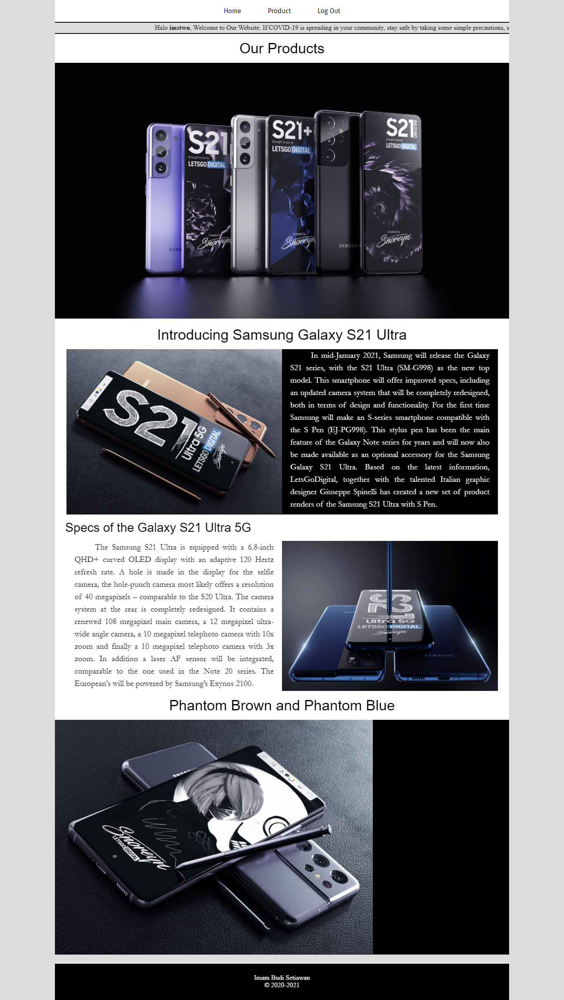 Home Product Log Out
Halo imstwn, Welcome to Our Website. If COVID-19 is spreading in your community, stay safe by taking some simple precautions, s
Our Products
S21
Brought to you by
LETSGO DIGITAL
Created by
Snoreyn
SAMS
S21+
Brought to you by
LETSGO DIGITAL
Created by
Snoreyn
SAMSUNG
S21 Ultra 5G
Brought to you by
LETSGO DIGITAL
Created by
Snoreyn
Introducing Samsung Galaxy S21 Ultra
S21
Ultra 5G
LETSGO DIGITAL
Created by
Snoreyn
In mid-January 2021, Samsung will release the Galaxy
S21 series, with the S21 Ultra (SM-G998) as the new top
model. This smartphone will offer improved specs, including
an updated camera system that will be completely redesigned,
both in terms of design and functionality. For the first time
Samsung will make an S-series smartphone compatible with
the S Pen (EJ-PG998). This stylus pen has been the main
feature of the Galaxy Note series for years and will now also
be made available as an optional accessory for the Samsung
Galaxy S21 Ultra. Based on the latest information,
LetsGoDigital, together with the talented Italian graphic
designer Giuseppe Spinelli has created a new set of product
renders of the Samsung S21 Ultra with S Pen.
Specs of the Galaxy S21 Ultra 5G
The Samsung S21 Ultra is equipped with a 6.8-inch
QHD+ curved OLED display with an adaptive 120 Hertz
refresh rate. A hole is made in the display for the selfie
camera, the hole-punch camera most likely offers a resolution
of 40 megapixels – comparable to the S20 Ultra. The camera
system at the rear is completely redesigned. It contains a
renewed 108 megapixel main camera, a 12 megapixel ultra-
wide angle camera, a 10 megapixel telephoto camera with 10x
zoom and finally a 10 megapixel telephoto camera with 3x
zoom. In addition a laser AF sensor will be integrated,
comparable to the one used in the Note 20 series. The
European's will be powered by Samsung’s Exynos 2100.
S21
Ultra 5G
LETSGO DIGITAL
Snoreyn
SAMSUNG
Phantom Brown and Phantom Blue
Snoreyn
LETSGO DIGITAL
Imam Budi Setiawan
© 2020-2021